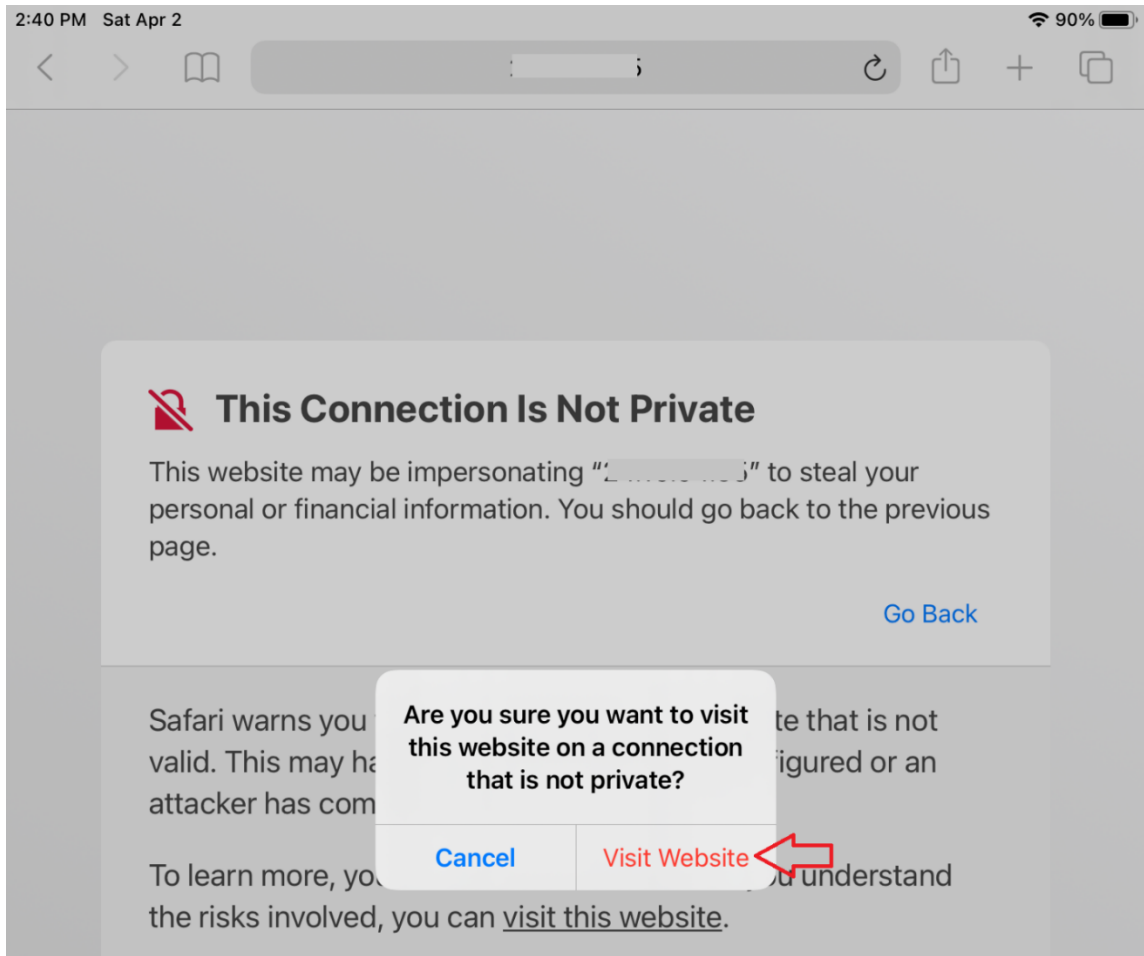 2:40 PM Sat Apr 2
90%
This Connection Is Not Private
This website may be impersonating “2 5” to steal your
personal or financial information. You should go back to the previous
page.
Go Back
Safari warns you te that is not
valid. This may ha igured or an
attacker has com
Are you sure you want to visit
this website on a connection
that is not private?
Cancel
Visit Website
To learn more, you understand
the risks involved, you can visit this website.